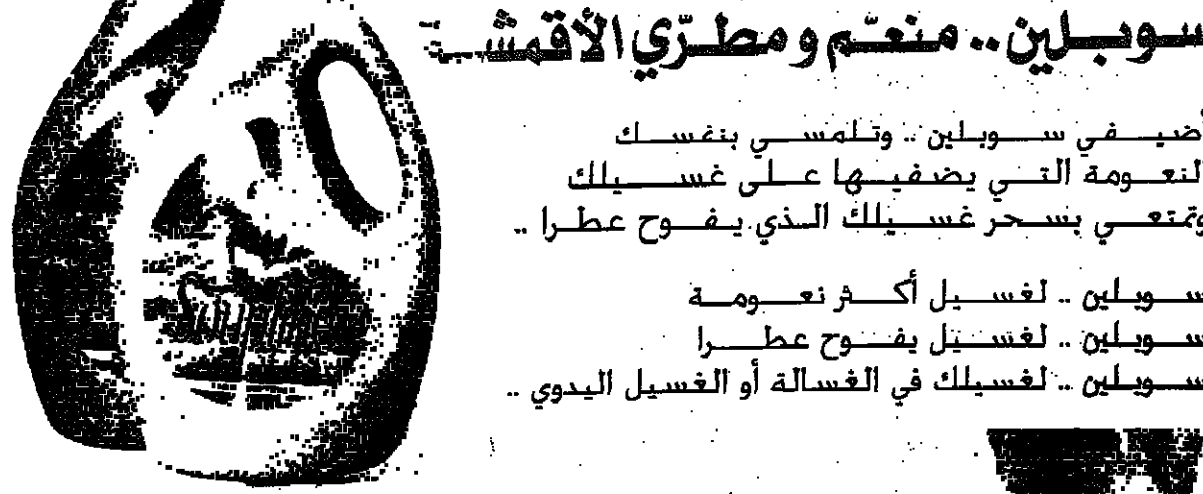 سوبلين .. منعّم ومطرّي الأقمشة
أضيفي سوبلين .. وتلمسي بنفسك
النعومة التي يضفيها على غسيلك
وتمتعي بسحر غسيلك الذي يفوح عطرا ..
سوبلين .. لغسيل أكثر نعومة
سوبلين .. لغسيل يفوح عطرا
سوبلين .. لغسيلك في الغسالة أو الغسيل اليدوي ..